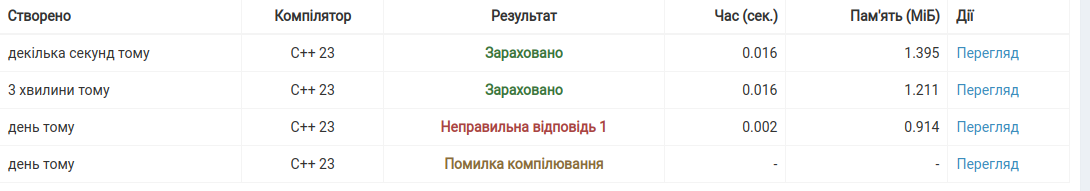 Створено Компілятор Результат Час (сек.) Пам'ять (МіБ) Дії
декілька секунд тому C++ 23 Зараховано 0.016 1.395 Перегляд
3 хвилини тому C++ 23 Зараховано 0.016 1.211 Перегляд
день тому C++ 23 Неправильна відповідь 1 0.002 0.914 Перегляд
день тому C++ 23 Помилка компілювання - - Перегляд